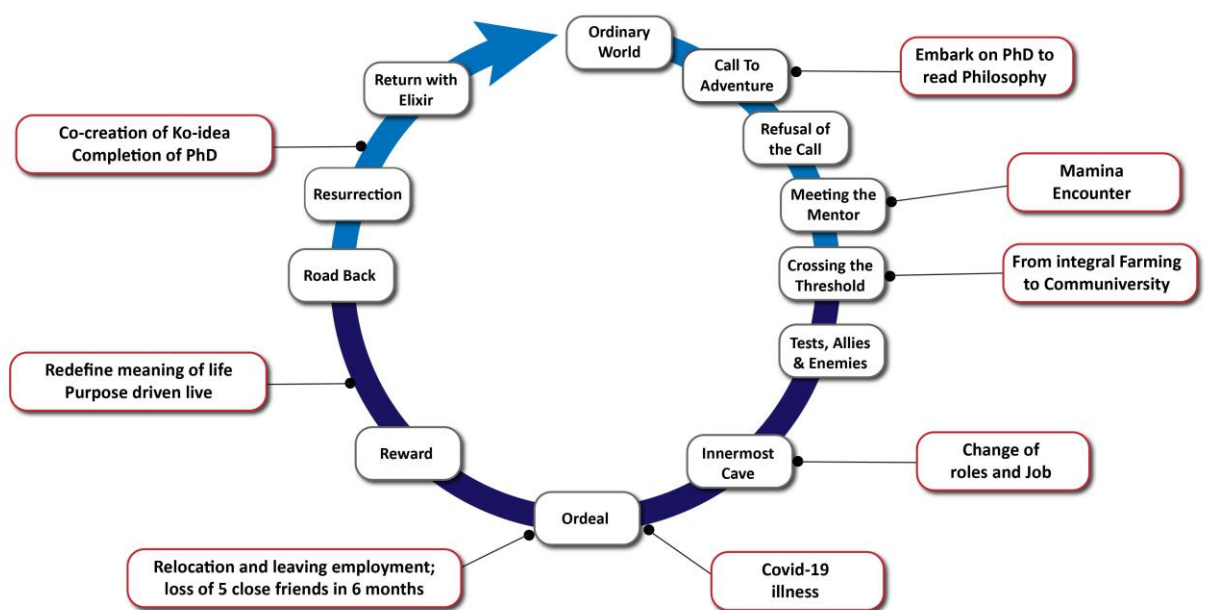 Ordinary
World
Call To
Adventure
Embark on PhD to
read Philosophy
Refusal of
the Call
Meeting the
Mentor
Mamina
Encounter
Crossing the
Threshold
From integral Farming
to Communiversity
Tests, Allies
& Enemies
Innermost
Cave
Change of
roles and Job
Ordeal
Covid-19
illness
Relocation and leaving employment;
loss of 5 close friends in 6 months
Reward
Redefine meaning of life
Purpose driven live
Road Back
Resurrection
Co-creation of Ko-idea
Completion of PhD
Return with
Elixir